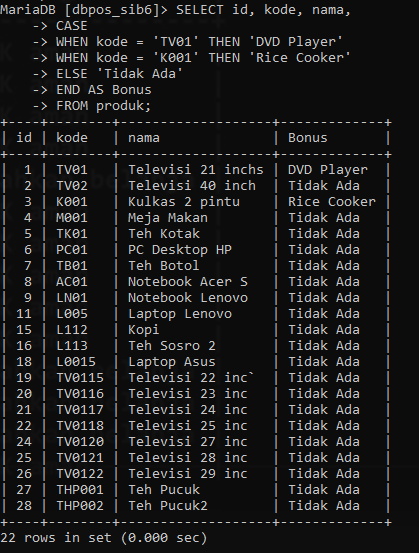 MariaDB [dbpos_sib6]> SELECT id, kode, nama,
    -> CASE
    -> WHEN kode = 'TV01' THEN 'DVD Player'
    -> WHEN kode = 'K001' THEN 'Rice Cooker'
    -> ELSE 'Tidak Ada'
    -> END AS Bonus
    -> FROM produk;
+----+--------+-------------------+-------------+
| id | kode   | nama              | Bonus       |
+----+--------+-------------------+-------------+
|  1 | TV01   | Televisi 21 inchs | DVD Player  |
|  2 | TV02   | Televisi 40 inch  | Tidak Ada   |
|  3 | K001   | Kulkas 2 pintu    | Rice Cooker |
|  4 | M001   | Meja Makan        | Tidak Ada   |
|  5 | TK01   | Teh Kotak         | Tidak Ada   |
|  6 | PC01   | PC Desktop HP     | Tidak Ada   |
|  7 | TB01   | Teh Botol         | Tidak Ada   |
|  8 | AC01   | Notebook Acer S   | Tidak Ada   |
|  9 | LN01   | Notebook Lenovo   | Tidak Ada   |
| 11 | L005   | Laptop Lenovo     | Tidak Ada   |
| 15 | L112   | Kopi              | Tidak Ada   |
| 16 | L113   | Teh Sosro 2       | Tidak Ada   |
| 18 | L0015  | Laptop Asus       | Tidak Ada   |
| 19 | TV0115 | Televisi 22 inc`  | Tidak Ada   |
| 20 | TV0116 | Televisi 23 inc   | Tidak Ada   |
| 21 | TV0117 | Televisi 24 inc   | Tidak Ada   |
| 22 | TV0118 | Televisi 25 inc   | Tidak Ada   |
| 24 | TV0120 | Televisi 27 inc   | Tidak Ada   |
| 25 | TV0121 | Televisi 28 inc   | Tidak Ada   |
| 26 | TV0122 | Televisi 29 inc   | Tidak Ada   |
| 27 | THP001 | Teh Pucuk         | Tidak Ada   |
| 28 | THP002 | Teh Pucuk2        | Tidak Ada   |
+----+--------+-------------------+-------------+
22 rows in set (0.000 sec)